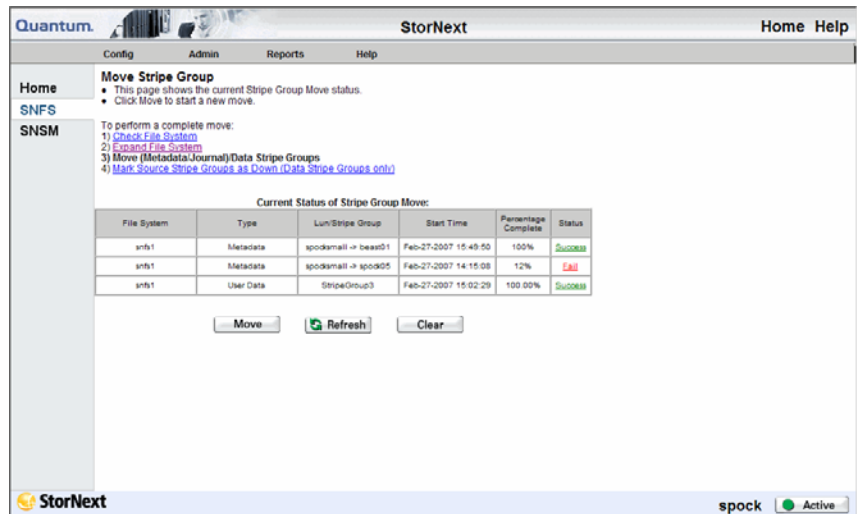 Quantum. StorNext Home Help
Config Admin Reports Help
Home
SNFS
SNSM
Move Stripe Group
• This page shows the current Stripe Group Move status.
• Click Move to start a new move.
To perform a complete move:
1) Check File System
2) Expand File System
3) Move (Metadata/Journal)/Data Stripe Groups
4) Mark Source Stripe Groups as Down (Data Stripe Groups only)
Current Status of Stripe Group Move:
File System Type Lun/Stripe Group Start Time Percentage Complete Status
snfs1 Metadata spocksmall -> beast01 Feb-27-2007 15:49:50 100% Success
snfs1 Metadata spocksmall -> spock05 Feb-27-2007 14:15:08 12% Fail
snfs1 User Data StripeGroup3 Feb-27-2007 15:02:29 100.00% Success
Move Refresh Clear
StorNext spock Active